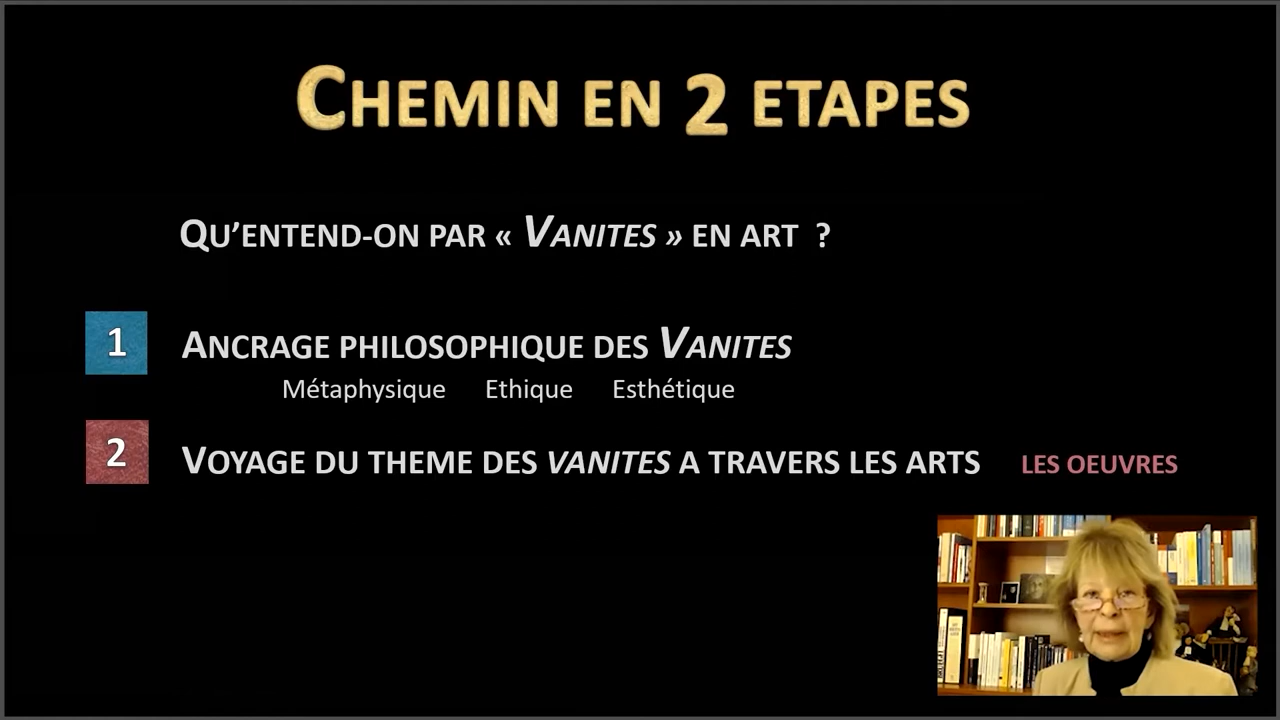 CHEMIN EN 2 ETAPES
QU'ENTEND-ON PAR « VANITES » EN ART ?
1 ANCRAGE PHILOSOPHIQUE DES VANITES
Métaphysique Ethique Esthétique
2 VOYAGE DU THEME DES VANITES A TRAVERS LES ARTS LES OEUVRES